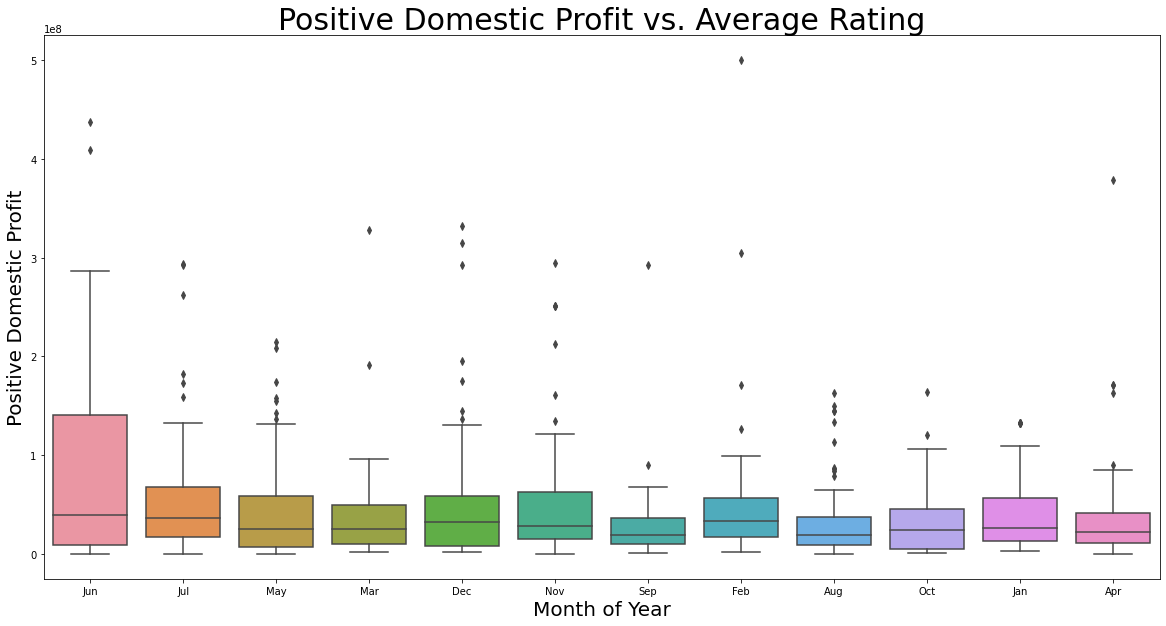 Positive Domestic Profit vs. Average Rating
1e8
5
4
3
2
1
0
Positive Domestic Profit
Jun Jul May Mar Dec Nov Sep Feb Aug Oct Jan Apr
Month of Year